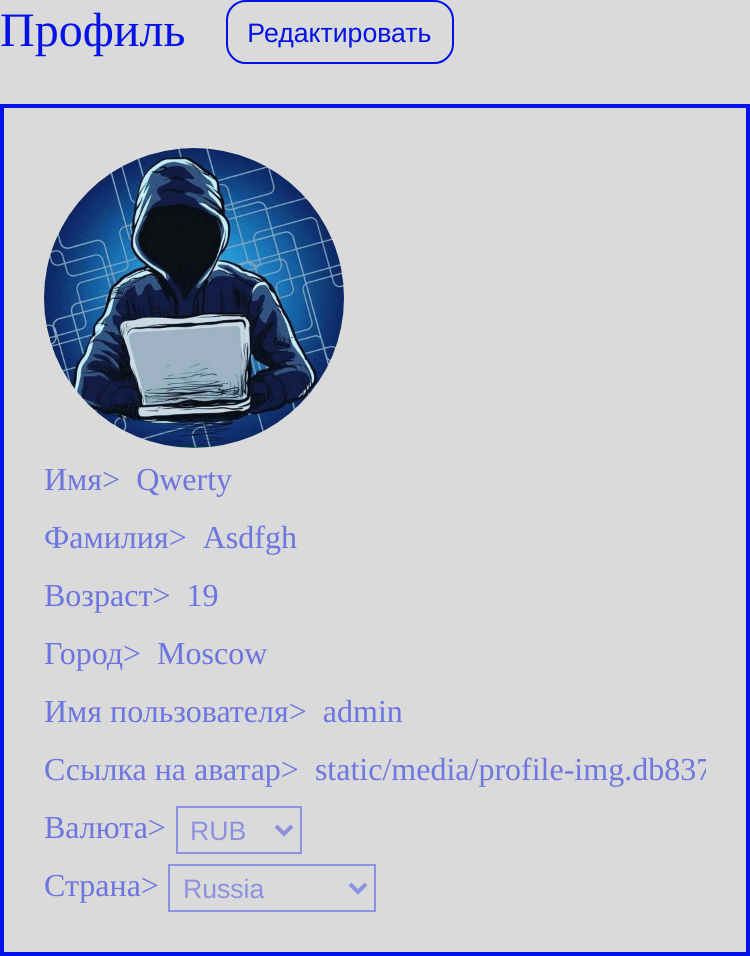 Профиль Редактировать
Имя> Qwerty
Фамилия> Asdfgh
Возраст> 19
Город> Moscow
Имя пользователя> admin
Ссылка на аватар> static/media/profile-img.db837
Валюта> RUB
Страна> Russia